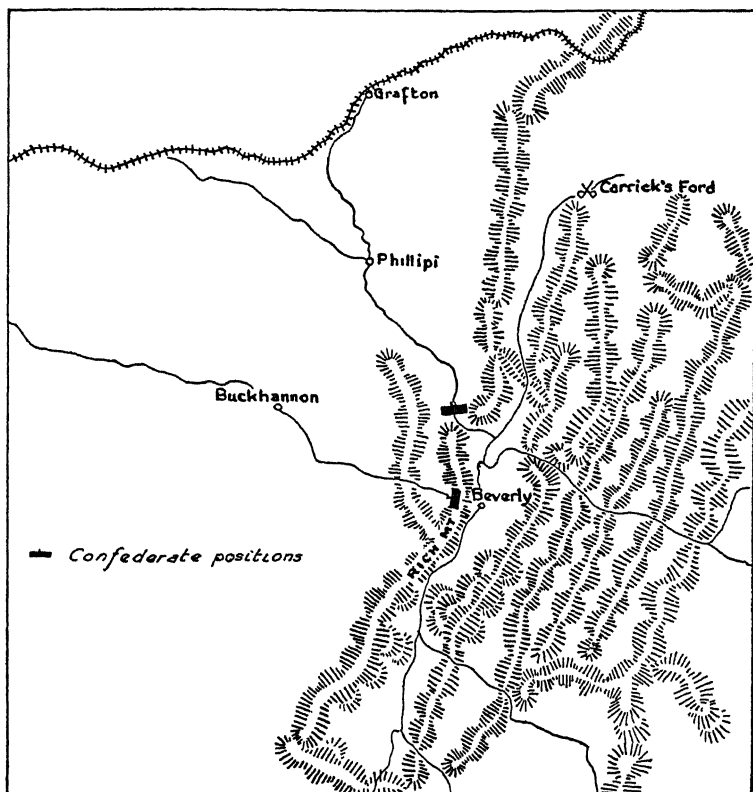 Grafton
Carrick's Ford
Phillipi
Buckhannon
Beverly
RICH MT
Confederate positions